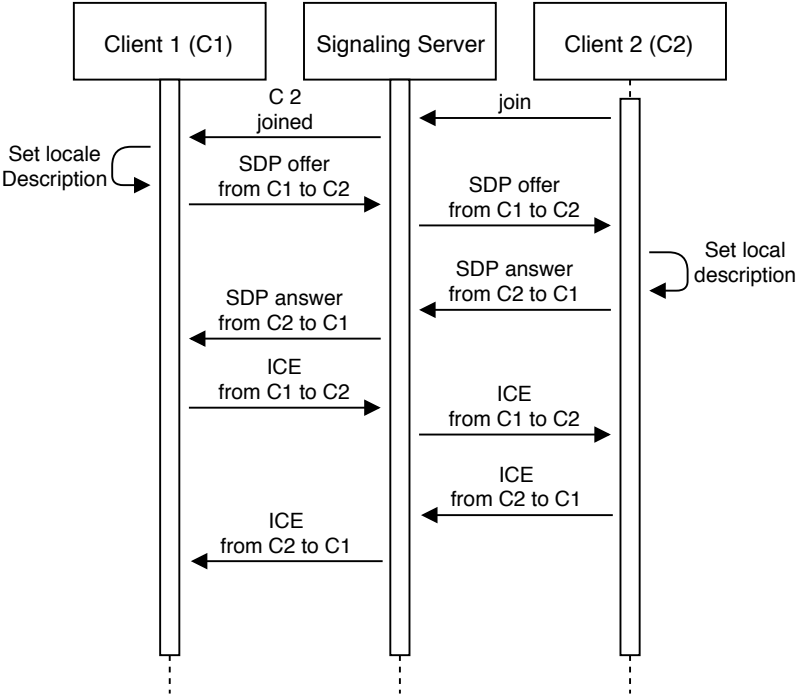 Client 1 (C1)
Signaling Server
Client 2 (C2)
join
C 2
joined
Set locale
Description
SDP offer
from C1 to C2
SDP offer
from C1 to C2
Set local
description
SDP answer
from C2 to C1
SDP answer
from C2 to C1
ICE
from C1 to C2
ICE
from C1 to C2
ICE
from C2 to C1
ICE
from C2 to C1